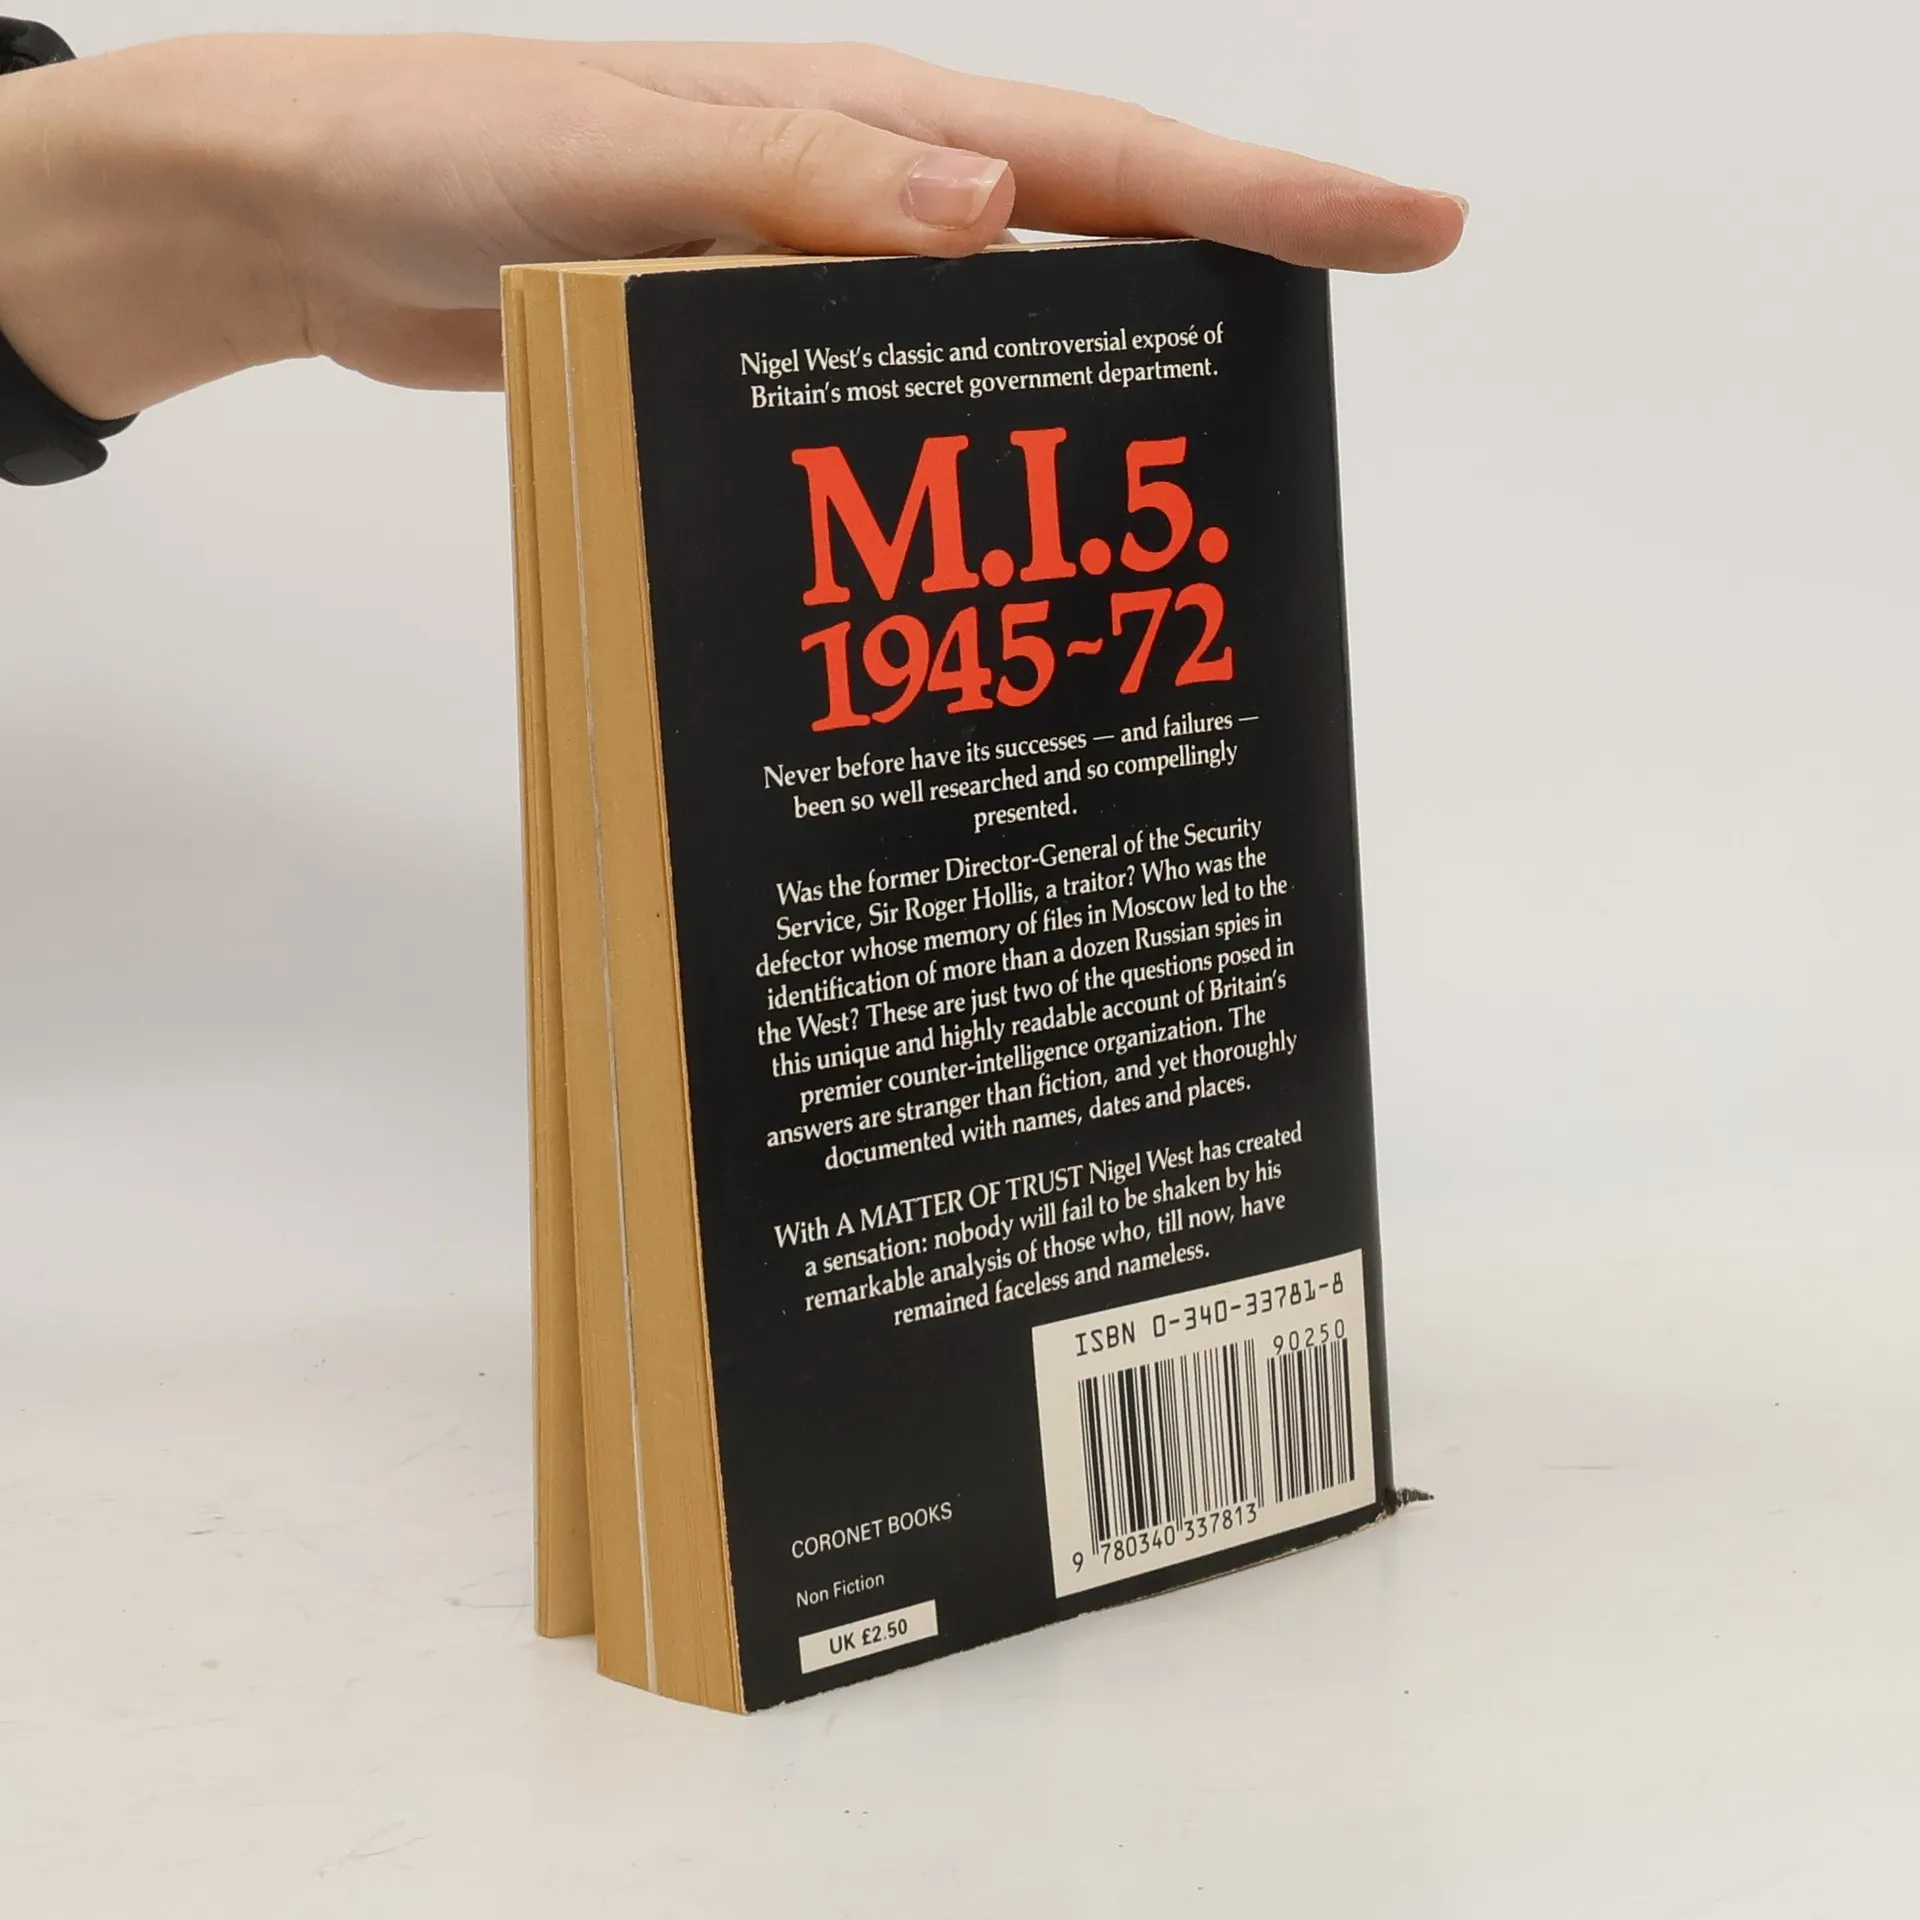 Nigel West's classic and controversial exposé of
Britain's most secret government department.
M.I.5.
1945~72
Never before have its successes — and failures —
been so well researched and so compellingly
presented.
Was the former Director-General of the Security
Service, Sir Roger Hollis, a traitor? Who was the
defector whose memory of files in Moscow led to the
identification of more than a dozen Russian spies in
the West? These are just two of the questions posed in
this unique and highly readable account of Britain's
premier counter-intelligence organization. The
answers are stranger than fiction, and yet thoroughly
documented with names, dates and places.
With A MATTER OF TRUST Nigel West has created
a sensation: nobody will fail to be shaken by his
remarkable analysis of those who, till now, have
remained faceless and nameless.
ISBN 0-340-33781-8
90250
9 780340 337813
CORONET BOOKS
Non Fiction
UK £2.50